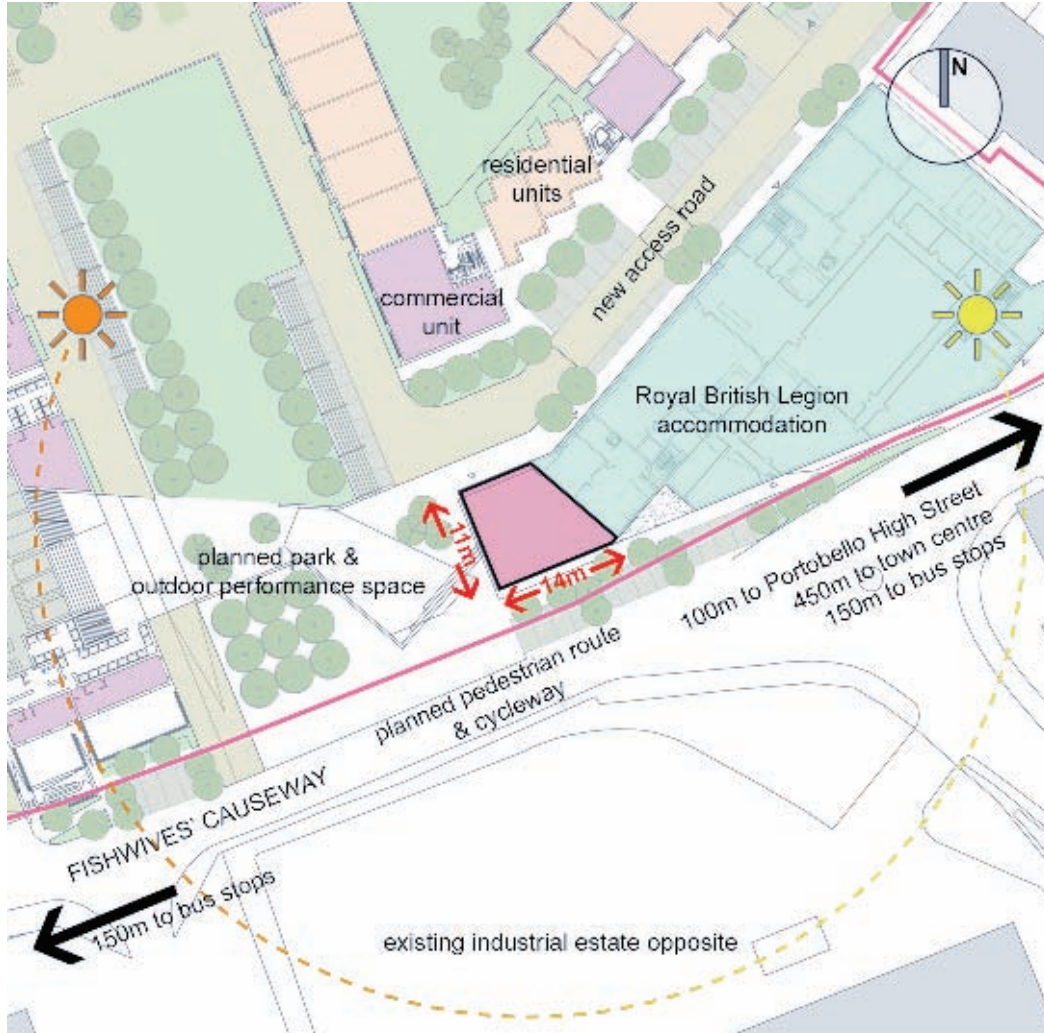 N
residential
units
new access road
commercial
unit
Royal British Legion
accommodation
11m
14m
planned park &
outdoor performance space
100m to Portobello High Street
450m to town centre
150m to bus stops
planned pedestrian route
& cycleway
FISHWIVES' CAUSEWAY
150m to bus stops
existing industrial estate opposite